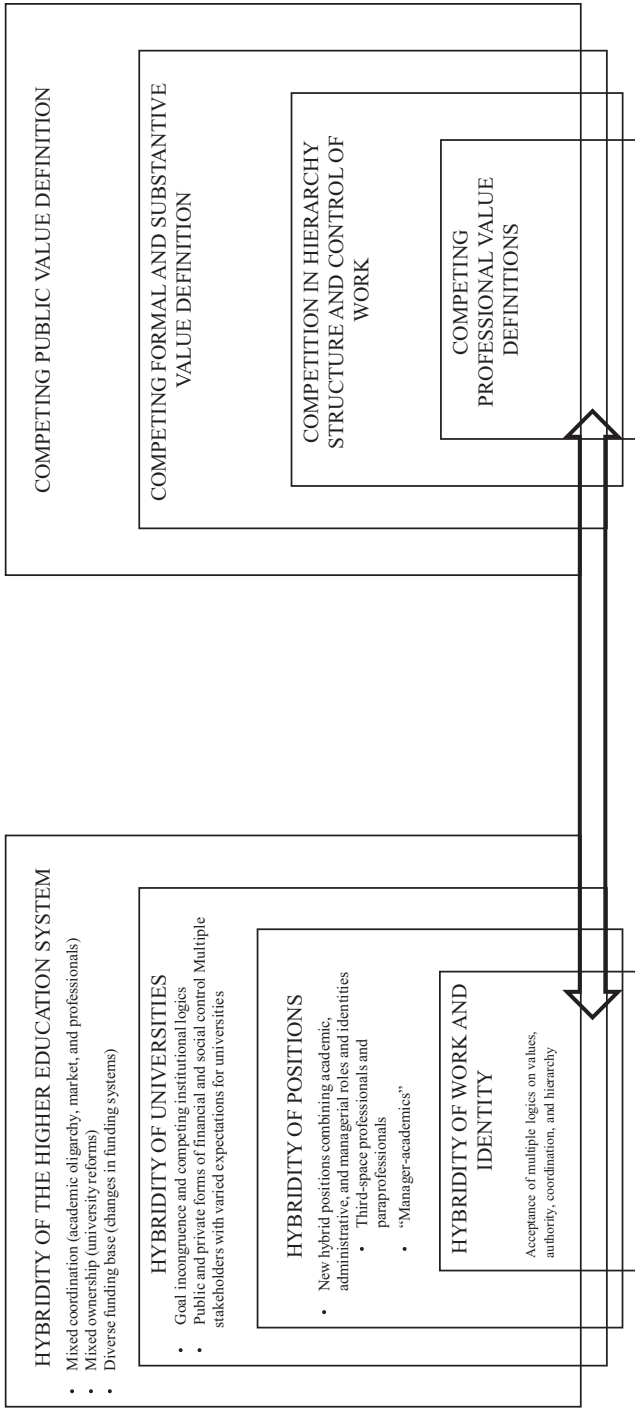 HYBRIDITY OF THE HIGHER EDUCATION SYSTEM
• Mixed coordination (academic oligarchy, market, and professionals)
• Mixed ownership (university reforms)
• Diverse funding base (changes in funding systems)
HYBRIDITY OF UNIVERSITIES
• Goal incongruence and competing institutional logics
• Public and private forms of financial and social control Multiple
stakeholders with varied expectations for universities
HYBRIDITY OF POSITIONS
• New hybrid positions combining academic,
administrative, and managerial roles and identities
• Third-space professionals and
paraprofessionals
• “Manager-academics”
HYBRIDITY OF WORK AND
IDENTITY
Acceptance of multiple logics on values,
authority, coordination, and hierarchy
COMPETING PUBLIC VALUE DEFINITION
COMPETING FORMAL AND SUBSTANTIVE
VALUE DEFINITION
COMPETITION IN HIERARCHY
STRUCTURE AND CONTROL OF
WORK
COMPETING
PROFESSIONAL VALUE
DEFINITIONS